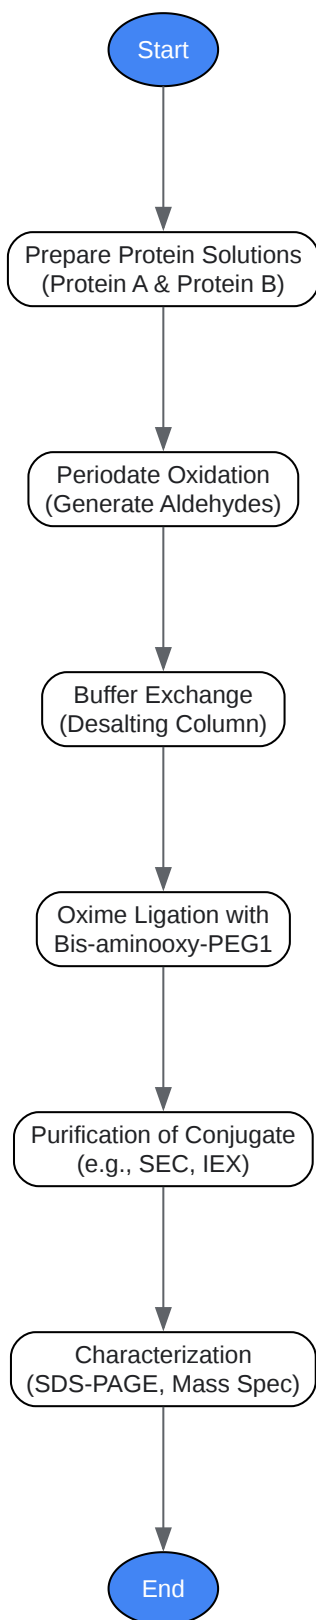 Start
Prepare Protein Solutions
(Protein A & Protein B)
Periodate Oxidation
(Generate Aldehydes)
Buffer Exchange
(Desalting Column)
Oxime Ligation with
Bis-aminooxy-PEG1
Purification of Conjugate
(e.g., SEC, IEX)
Characterization
(SDS-PAGE, Mass Spec)
End